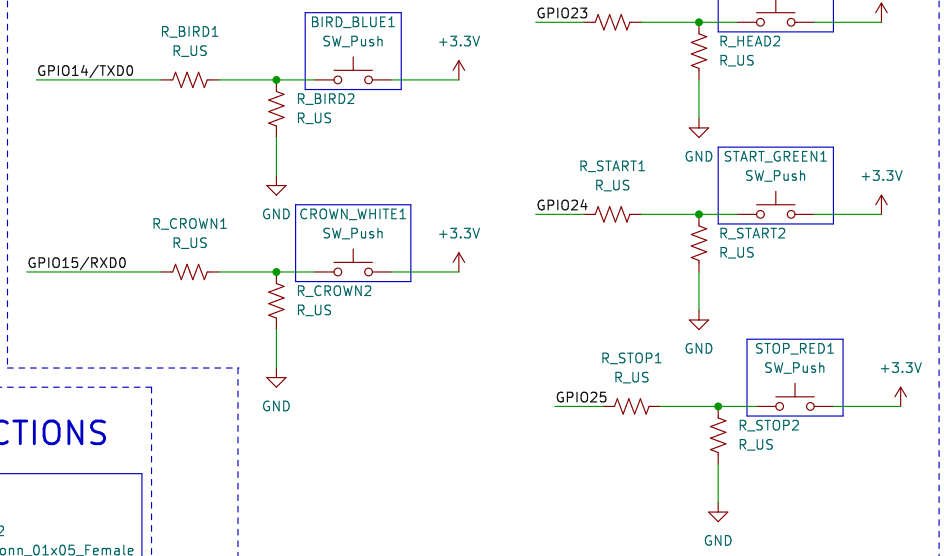 BIRD_BLUE1
SW_Push
R_BIRD1
R_US
+3.3V
GPIO14/TXD0
R_BIRD2
R_US
GND
CROWN_WHITE1
SW_Push
R_CROWN1
R_US
+3.3V
GPIO15/RXD0
R_CROWN2
R_US
GND
GPIO23
R_HEAD2
R_US
GND
START_GREEN1
SW_Push
R_START1
R_US
+3.3V
GPIO24
R_START2
R_US
GND
STOP_RED1
SW_Push
R_STOP1
R_US
+3.3V
GPIO25
R_STOP2
R_US
GND
CTIONS
2
onn_01x05_Female